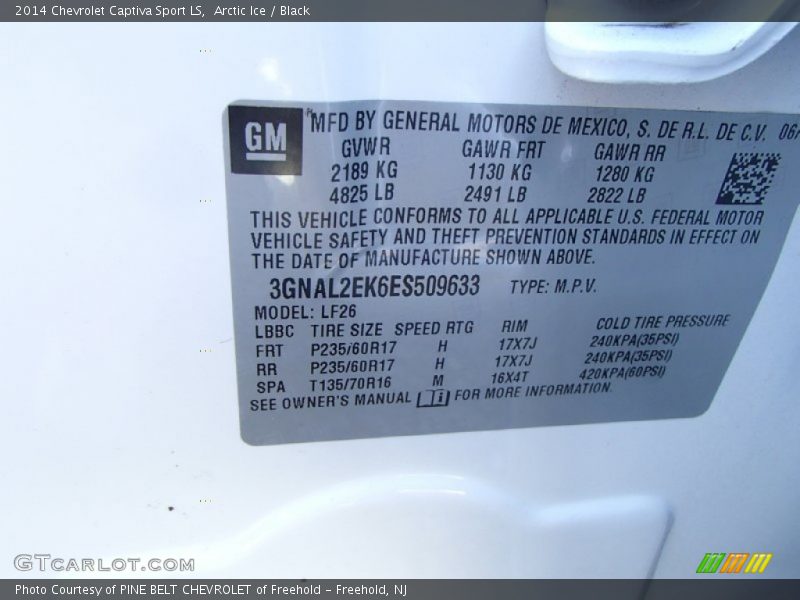 2014 Chevrolet Captiva Sport LS, Arctic Ice / Black
GM MFD BY GENERAL MOTORS DE MEXICO, S. DE R.L. DE C.V. 06/
GVWR GAWR FRT GAWR RR
2189 KG 1130 KG 1280 KG
4825 LB 2491 LB 2822 LB
THIS VEHICLE CONFORMS TO ALL APPLICABLE U.S. FEDERAL MOTOR
VEHICLE SAFETY AND THEFT PREVENTION STANDARDS IN EFFECT ON
THE DATE OF MANUFACTURE SHOWN ABOVE.
3GNAL2EK6ES509633 TYPE: M.P.V.
MODEL: LF26
LBBC TIRE SIZE SPEED RTG RIM COLD TIRE PRESSURE
FRT P235/60R17 H 17X7J 240KPA(35PSI)
RR P235/60R17 H 17X7J 240KPA(35PSI)
SPA T135/70R16 M 16X4T 420KPA(60PSI)
SEE OWNER'S MANUAL i FOR MORE INFORMATION.
GTcarlot.com
Photo Courtesy of PINE BELT CHEVROLET of Freehold - Freehold, NJ